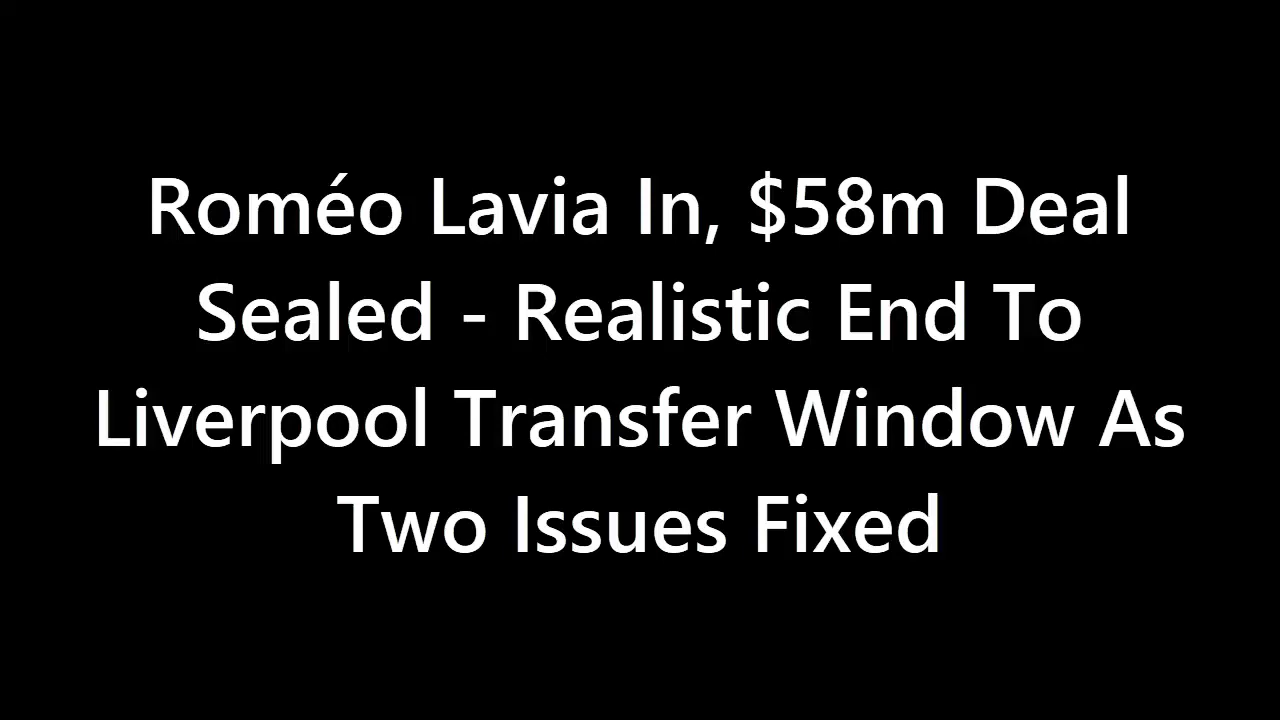 Roméo Lavia In, $58m Deal
Sealed - Realistic End To
Liverpool Transfer Window As
Two Issues Fixed